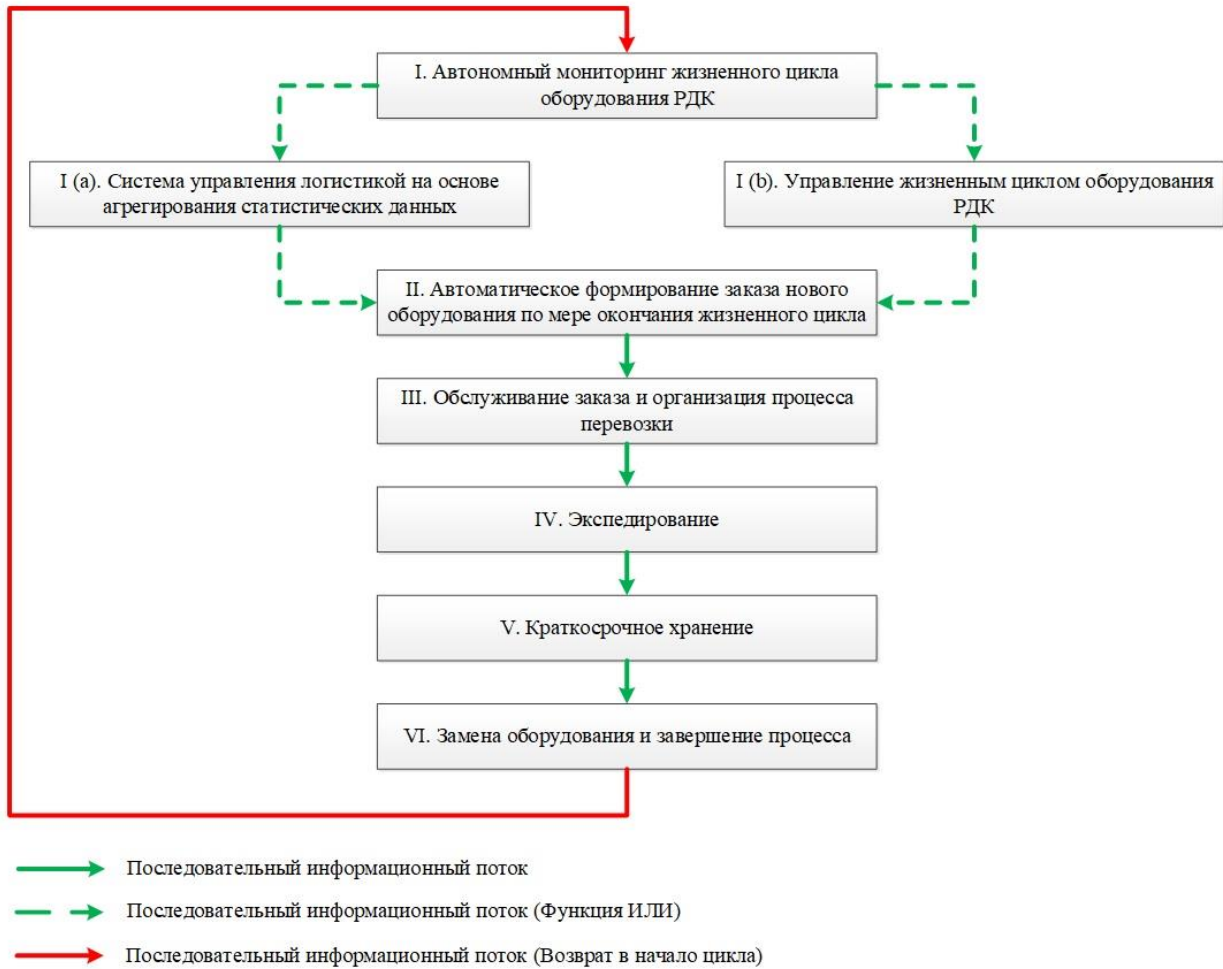 I. Автономный мониторинг жизненного цикла
оборудования РДК
I (a). Система управления логистикой на основе
агрегирования статистических данных
I (b). Управление жизненным циклом оборудования
РДК
II. Автоматическое формирование заказа нового
оборудования по мере окончания жизненного цикла
III. Обслуживание заказа и организация процесса
перевозки
IV. Экспедирование
V. Краткосрочное хранение
VI. Замена оборудования и завершение процесса
Последовательный информационный поток
Последовательный информационный поток (Функция ИЛИ)
Последовательный информационный поток (Возврат в начало цикла)